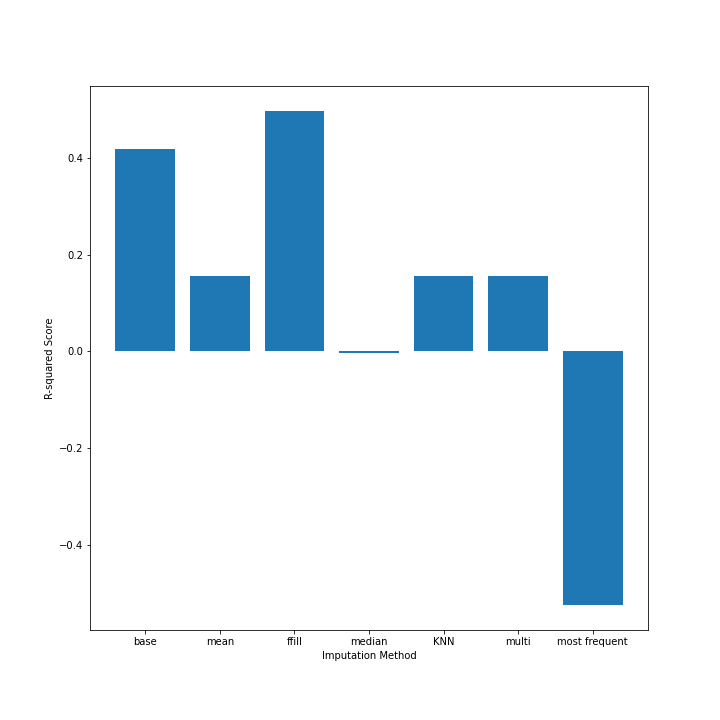 R-squared Score
0.4
0.2
0.0
−0.2
−0.4
base mean ffill median KNN multi most frequent
Imputation Method